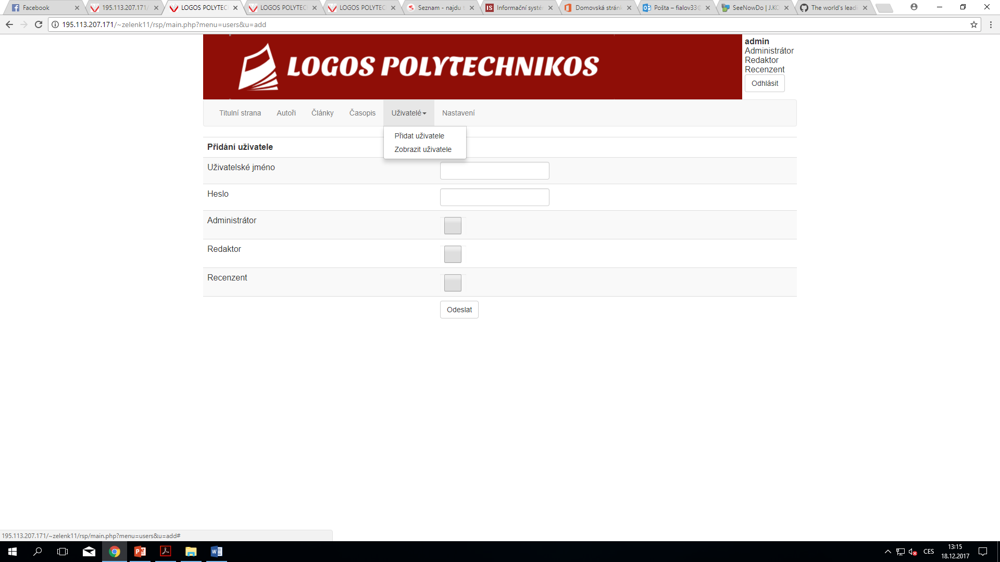 Facebook
195.113.207.171/
LOGOS POLYTEC
LOGOS POLYTEC
LOGOS POLYTEC
Seznam - najdu
IS
Informační systé
Domovská stránk
Pošta – fialov33@
SeeNowDo | J.KO
The world's leadi
195.113.207.171/~zelenk11/rsp/main.php?menu=users&u=add
LOGOS POLYTECHNIKOS
admin
Administrátor
Redaktor
Recenzent
Odhlásit
Titulní strana
Autoři
Články
Časopis
Uživatelé
Nastavení
Přidat uživatele
Zobrazit uživatele
Přidání uživatele
Uživatelské jméno
Heslo
Administrátor
Redaktor
Recenzent
Odeslat
195.113.207.171/~zelenk11/rsp/main.php?menu=users&u=add#
CES
13:15
18.12.2017